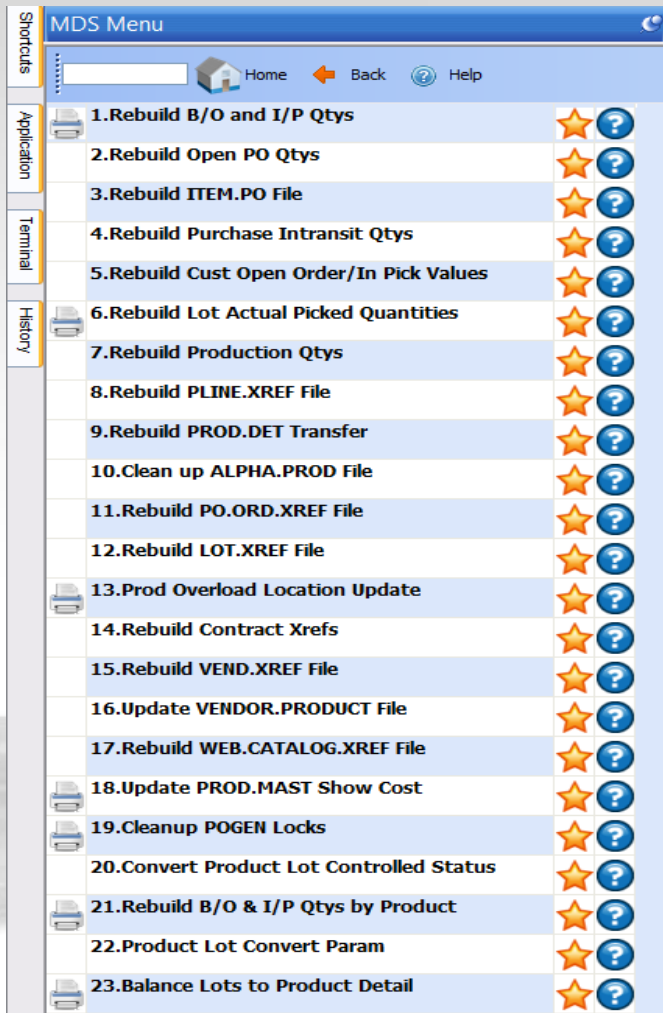 MDS Menu
Home Back Help
Shortcuts
Application
Terminal
History
1.Rebuild B/O and I/P Qtys
2.Rebuild Open PO Qtys
3.Rebuild ITEM.PO File
4.Rebuild Purchase Intransit Qtys
5.Rebuild Cust Open Order/In Pick Values
6.Rebuild Lot Actual Picked Quantities
7.Rebuild Production Qtys
8.Rebuild PLINE.XREF File
9.Rebuild PROD.DET Transfer
10.Clean up ALPHA.PROD File
11.Rebuild PO.ORD.XREF File
12.Rebuild LOT.XREF File
13.Prod Overload Location Update
14.Rebuild Contract Xrefs
15.Rebuild VEND.XREF File
16.Update VENDOR.PRODUCT File
17.Rebuild WEB.CATALOG.XREF File
18.Update PROD.MAST Show Cost
19.Cleanup POGEN Locks
20.Convert Product Lot Controlled Status
21.Rebuild B/O & I/P Qtys by Product
22.Product Lot Convert Param
23.Balance Lots to Product Detail